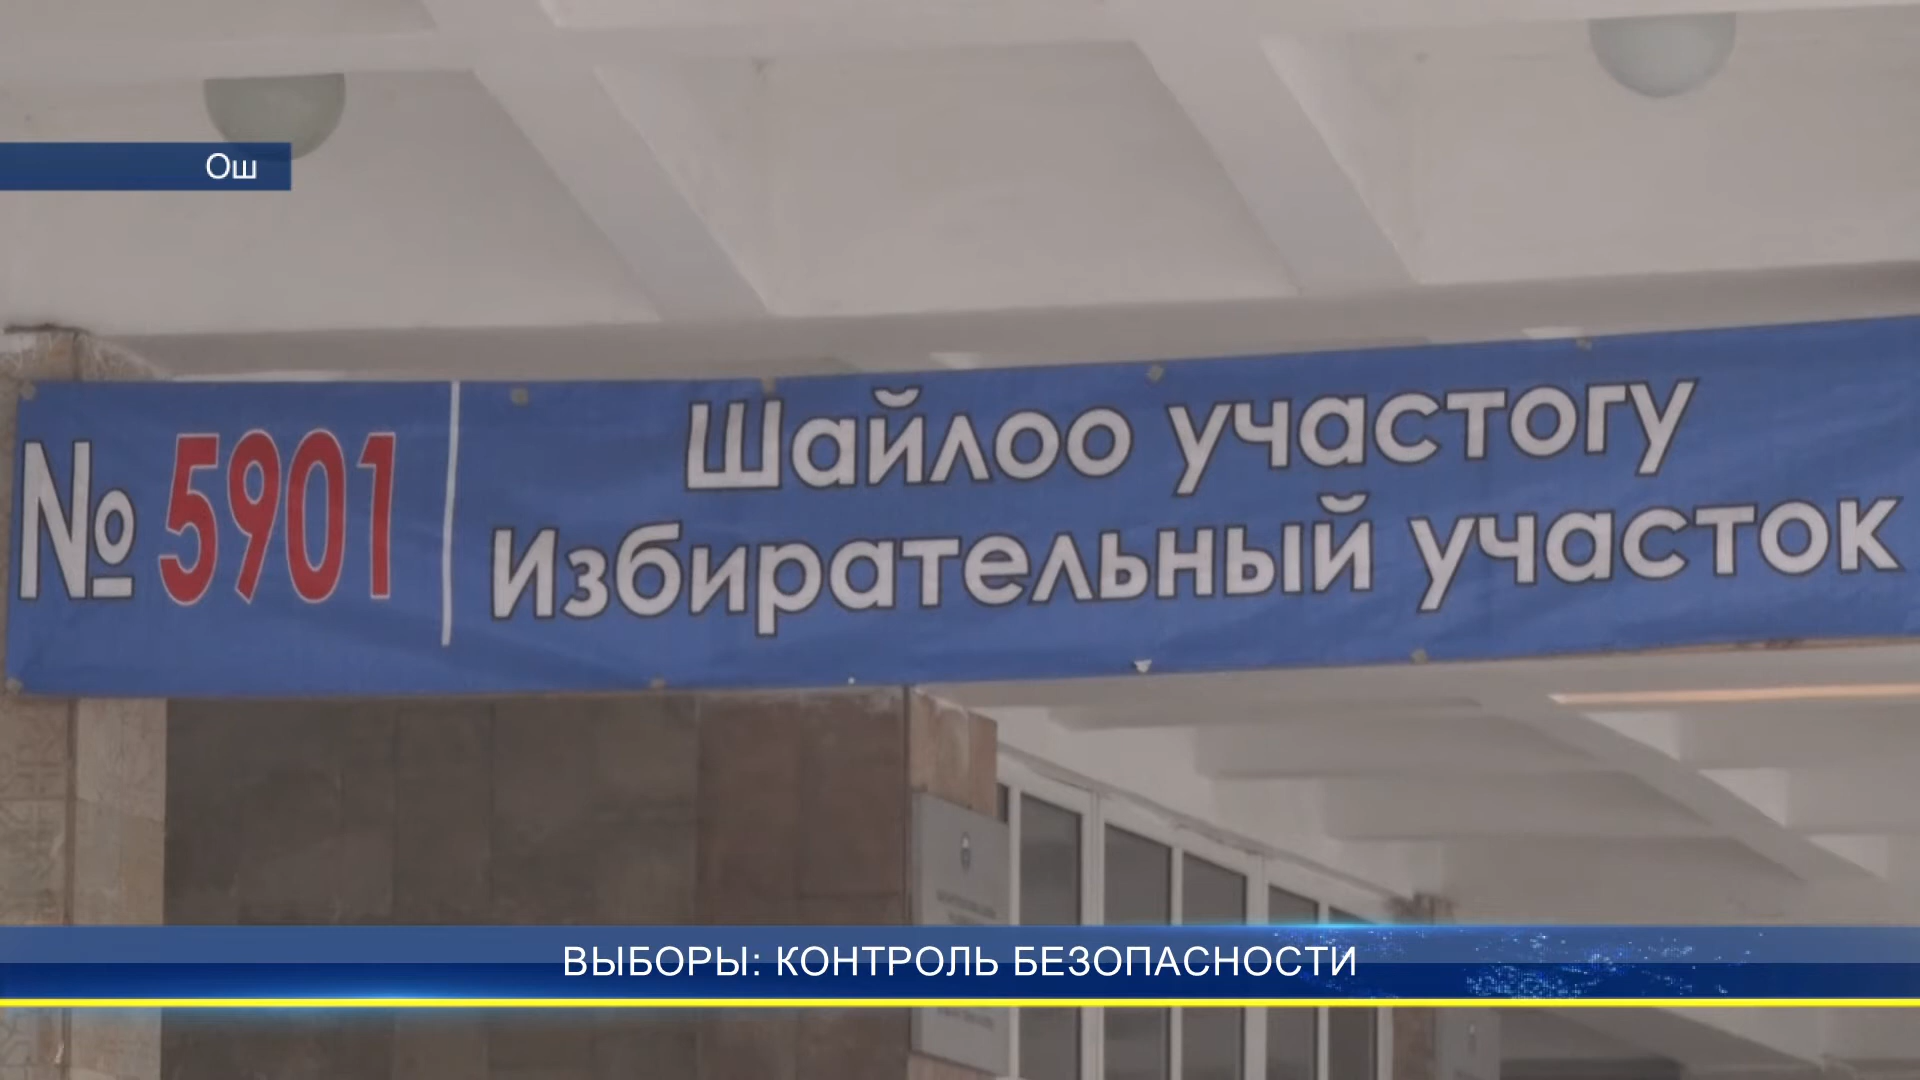 Ош
№ 5901
Шайлоо участогу
Избирательный участок
ВЫБОРЫ: КОНТРОЛЬ БЕЗОПАСНОСТИ